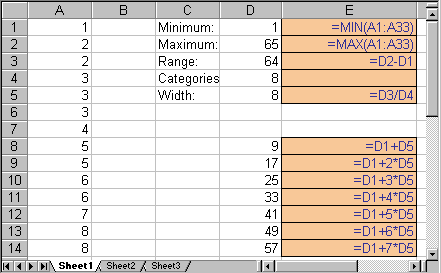 A B C D E
1 1 Minimum: 1 =MIN(A1:A33)
2 2 Maximum: 65 =MAX(A1:A33)
3 2 Range: 64 =D2-D1
4 3 Categories 8
5 3 Width: 8 =D3/D4
6 3
7 4
8 5 9 =D1+D5
9 5 17 =D1+2*D5
10 6 25 =D1+3*D5
11 6 33 =D1+4*D5
12 7 41 =D1+5*D5
13 8 49 =D1+6*D5
14 8 57 =D1+7*D5
Sheet1 Sheet2 Sheet3